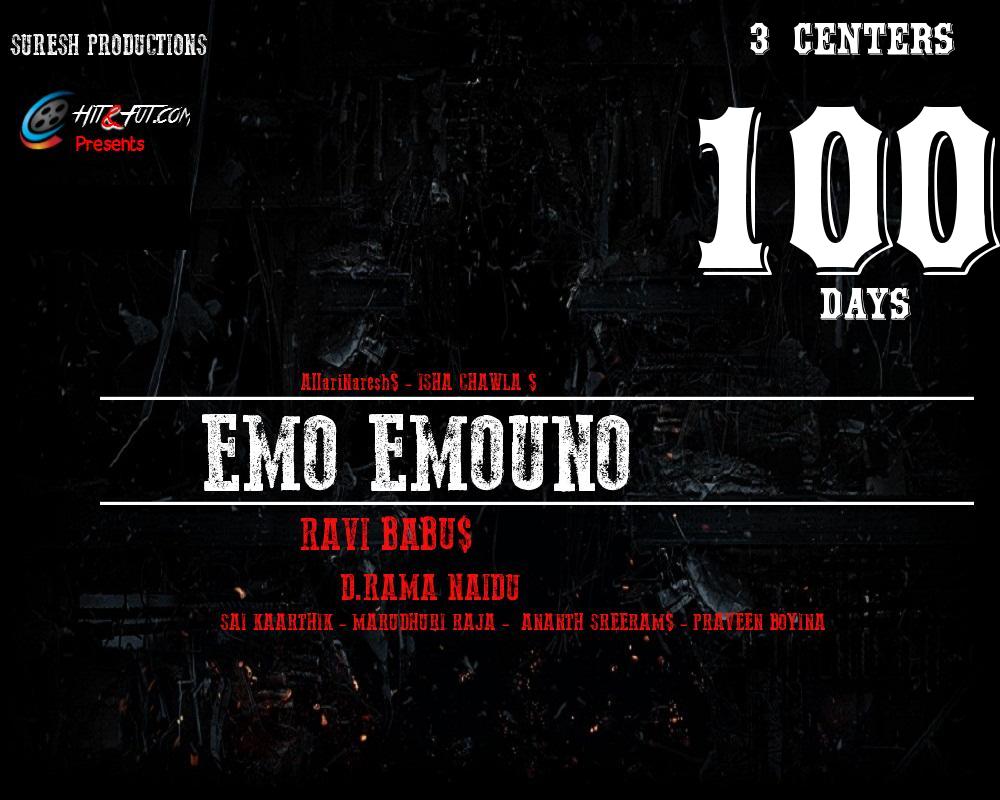 SURESH PRODUCTIONS
3 CENTERS
HIT&FUT.COM
Presents
100
DAYS
AllariNaresh$ - ISHA CHAWLA $
EMO EMOUNO
RAVI BABU$
D.RAMA NAIDU
SAI KAARTHIK - MARUDHURI RAJA - ANANTH SREERAM$ - PRAVEEN BOYINA